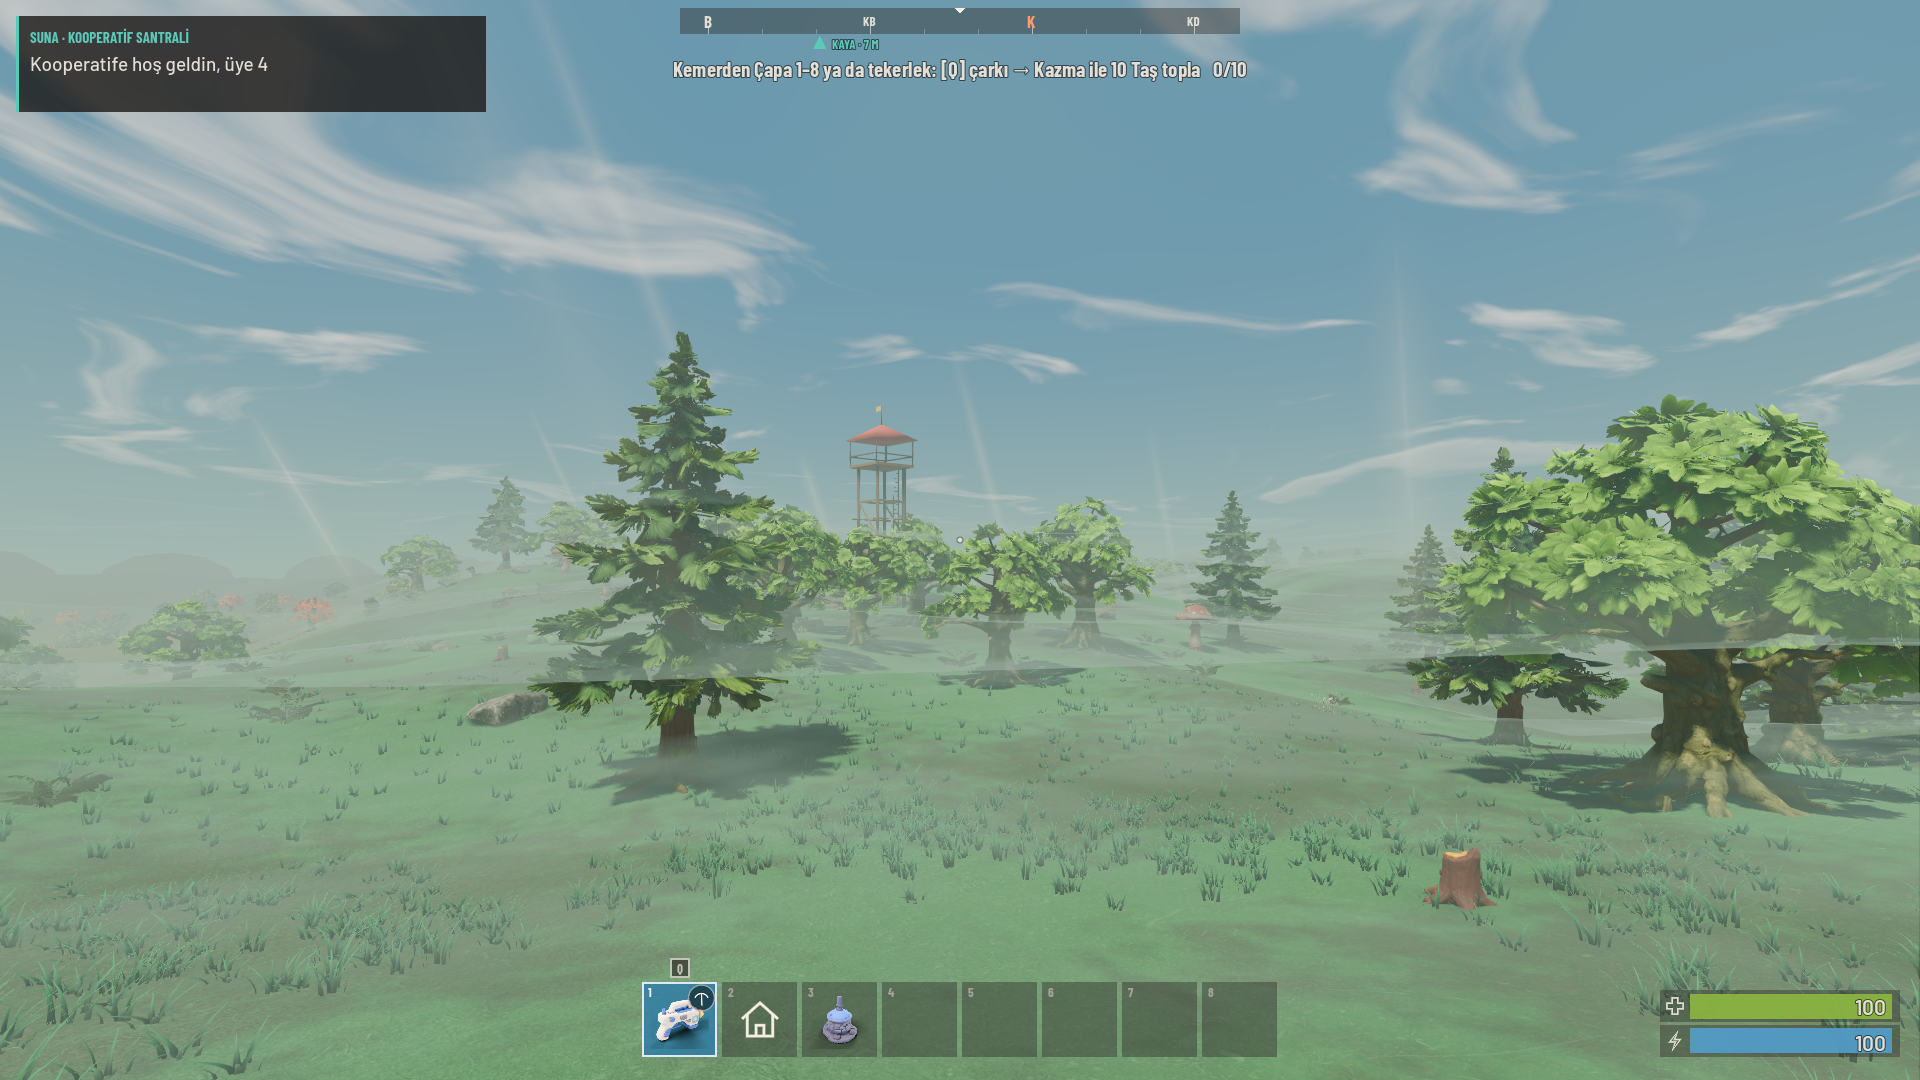 SUNA · KOOPERATİF SANTRALİ
Kooperatife hoş geldin, üye 4
B KB K KD
KAYA · 7 M
Kemerden Çapa 1-8 ya da tekerlek: [Q] çarkı → Kazma ile 10 Taş topla 0/10
Q
1 2 3 4 5 6 7 8
100
100